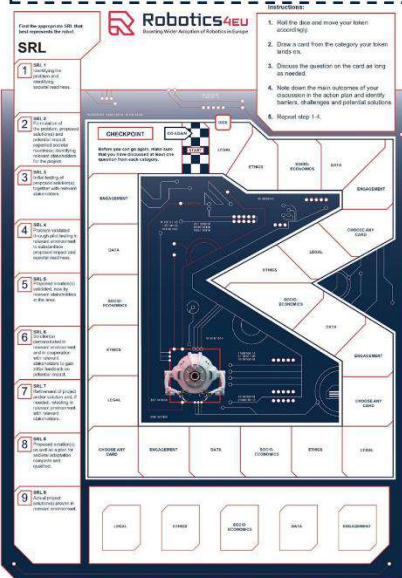 Find the appropriate SRL that
best represents the robot.
SRL
Robotics4EU
Boosting Wider Adoption of Robotics in Europe
Instructions:
1. Roll the dice and move your token
accordingly.
2. Draw a card from the category your token
lands on.
3. Discuss the question on the card as long
as needed.
4. Note down the main outcomes of your
discussion in the action plan and identify
barriers, challenges and potential solutions.
5. Repeat step 1-4.
1
SRL 1
Identifying the
problem and
identifying
societal readiness.
2
SRL 2
Formulation of
the problem, proposed
solution(s) and
potential impact,
expected societal
readiness; identifying
relevant stakeholders
for the project.
3
SRL 3
Initial testing of
proposed solution(s)
together with relevant
stakeholders.
4
SRL 4
Problem validated
through pilot testing in
relevant environment
to substantiate
proposed impact and
societal readiness.
5
SRL 5
Proposed solution(s)
validated, now by
relevant stakeholders
in the area.
6
SRL 6
Solution(s)
demonstrated in
relevant environment
and in cooperation
with relevant
stakeholders to gain
initial feedback on
potential impact.
7
SRL 7
Refinement of project
and/or solution and, if
needed, retesting in
relevant environment
with relevant
stakeholders.
8
SRL 8
Proposed solution(s)
as well as a plan for
societal adaptation
complete and
qualified.
9
SRL 9
Actual project
solution(s) proven in
relevant environment.
CHECKPOINT
GO AGAIN
START
Before you can go again, make sure
that you have discussed at least one
question from each category.
LEGAL
ETHICS
SOCIO-
ECONOMICS
DATA
ENGAGEMENT
CHOOSE ANY
CARD
LEGAL
ETHICS
SOCIO-
ECONOMICS
DATA
ENGAGEMENT
CHOOSE ANY
CARD
LEGAL
ETHICS
SOCIO-
ECONOMICS
DATA
ENGAGEMENT
CHOOSE ANY
CARD
LEGAL
ETHICS
SOCIO-
ECONOMICS
DATA
ENGAGEMENT
LEGAL
ETHICS
SOCIO-
ECONOMICS
DATA
ENGAGEMENT